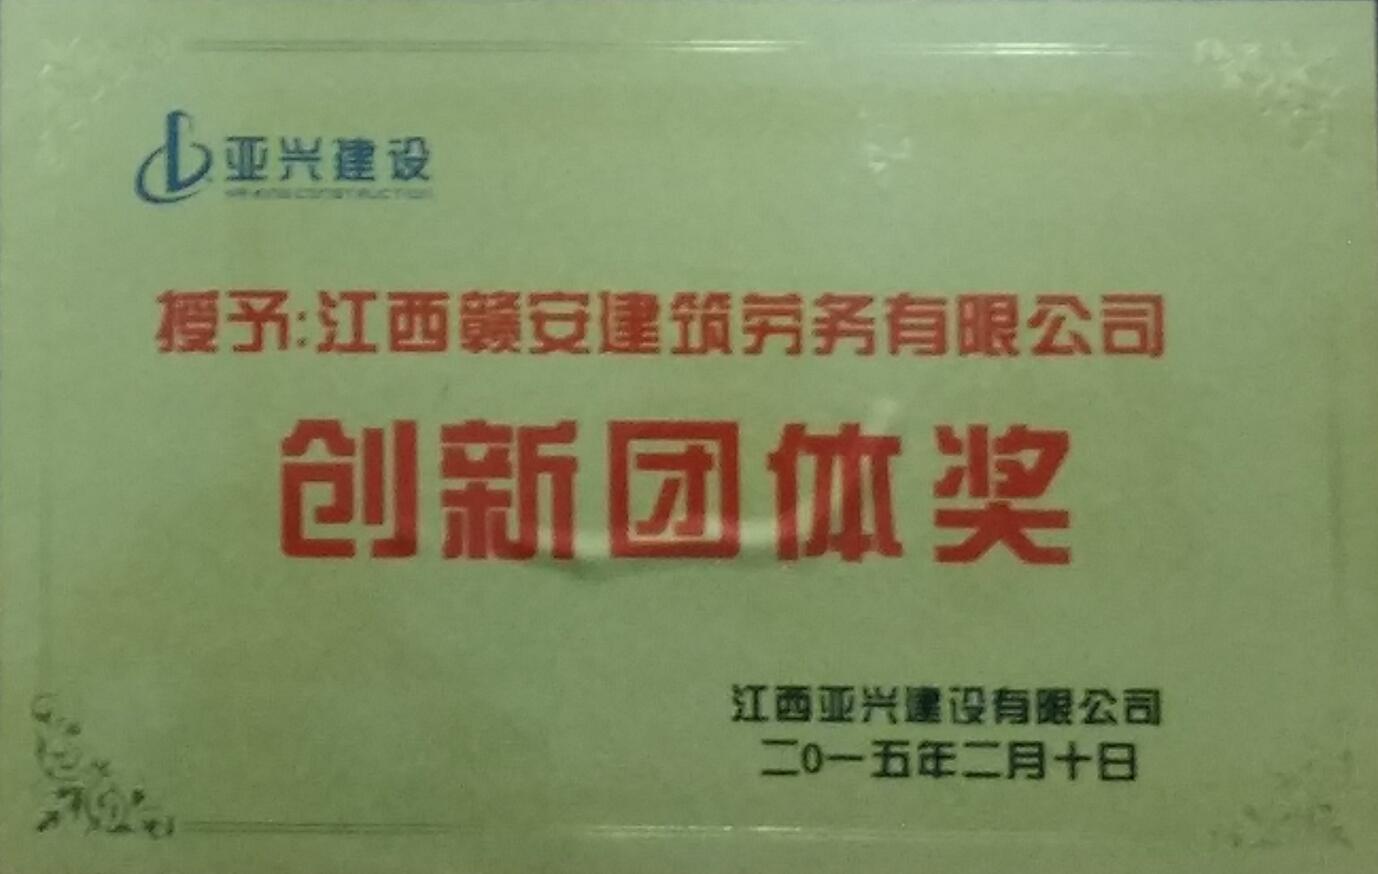 亚兴建设
授予:江西赣安建筑劳务有限公司
创新团体奖
江西亚兴建设有限公司
二0一五年二月十日